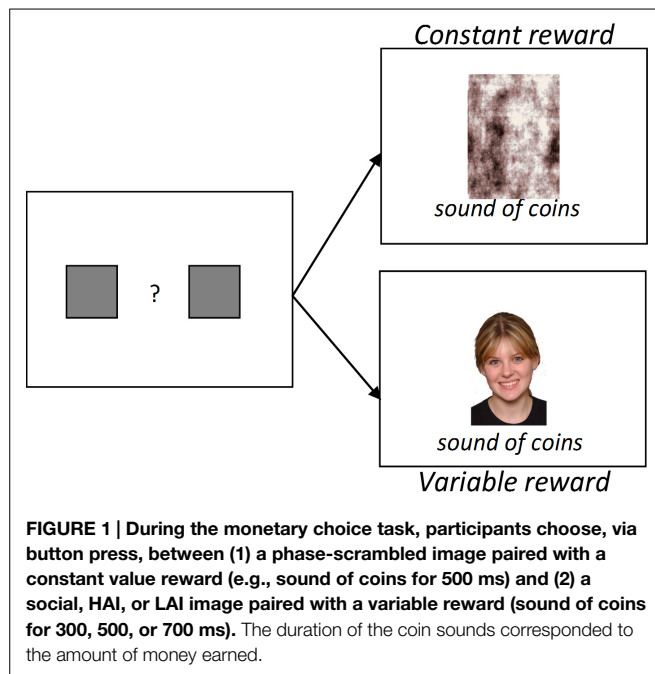 Constant reward
sound of coins
?
sound of coins
Variable reward
FIGURE 1 | During the monetary choice task, participants choose, via
button press, between (1) a phase-scrambled image paired with a
constant value reward (e.g., sound of coins for 500 ms) and (2) a
social, HAI, or LAI image paired with a variable reward (sound of coins
for 300, 500, or 700 ms). The duration of the coin sounds corresponded to
the amount of money earned.